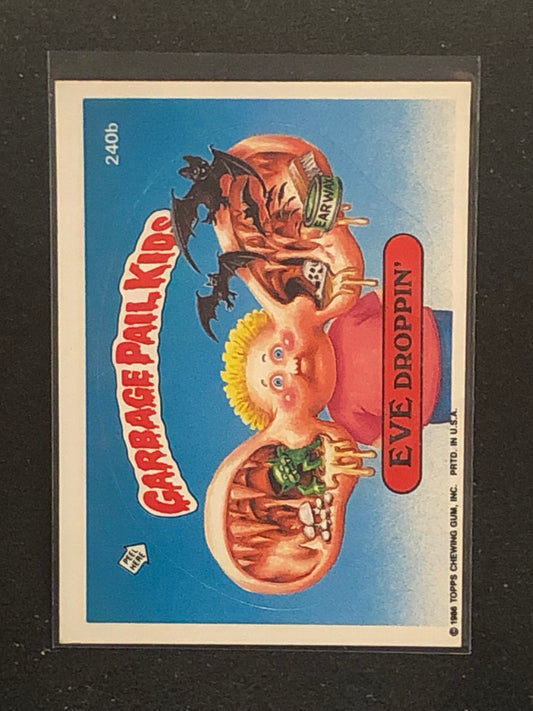 PEEL HERE
GARBAGE PAIL KIDS
240b
EARWAX
EVE DROPPIN'
© 1986 TOPPS CHEWING GUM, INC. PRTD. IN U.S.A.